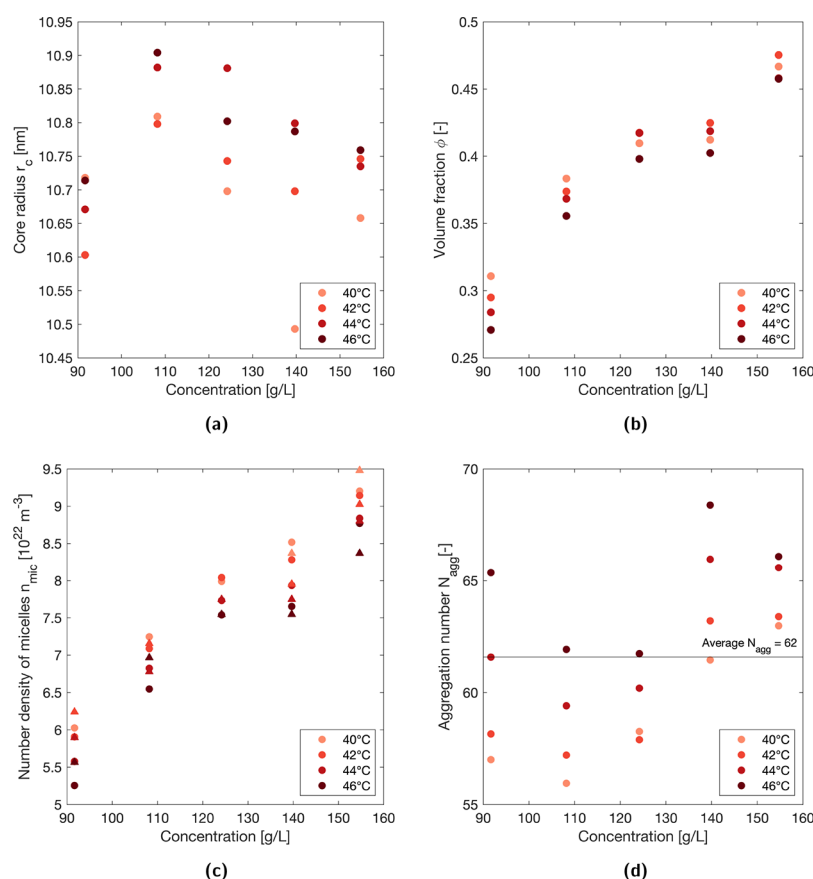 10.95
10.9
10.85
10.8
10.75
10.7
10.65
10.6
10.55
10.5
10.45
Core radius r_c [nm]
40°C
42°C
44°C
46°C
90 100 110 120 130 140 150 160
Concentration [g/L]
(a)
0.5
0.45
0.4
0.35
0.3
0.25
Volume fraction ϕ [-]
40°C
42°C
44°C
46°C
90 100 110 120 130 140 150 160
Concentration [g/L]
(b)
9.5
9
8.5
8
7.5
7
6.5
6
5.5
5
Number density of micelles n_mic [10^22 m^-3]
40°C
42°C
44°C
46°C
90 100 110 120 130 140 150 160
Concentration [g/L]
(c)
70
65
60
55
Aggregation number N_agg[-]
Average N_agg = 62
40°C
42°C
44°C
46°C
90 100 110 120 130 140 150 160
Concentration [g/L]
(d)